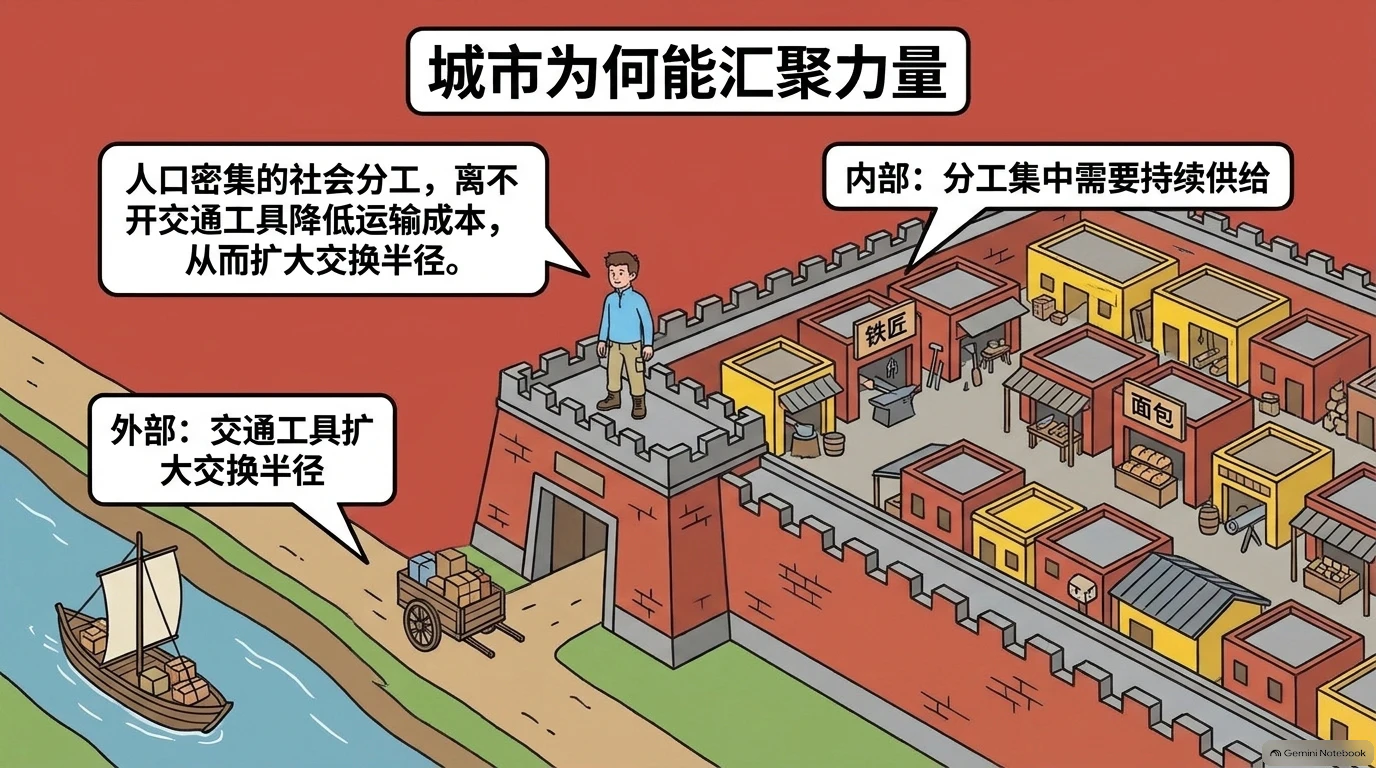 城市为何能汇聚力量
人口密集的社会分工，离不
开交通工具降低运输成本，
从而扩大交换半径。
内部：分工集中需要持续供给
铁匠
面包
外部：交通工具扩
大交换半径
Gemini Notebook